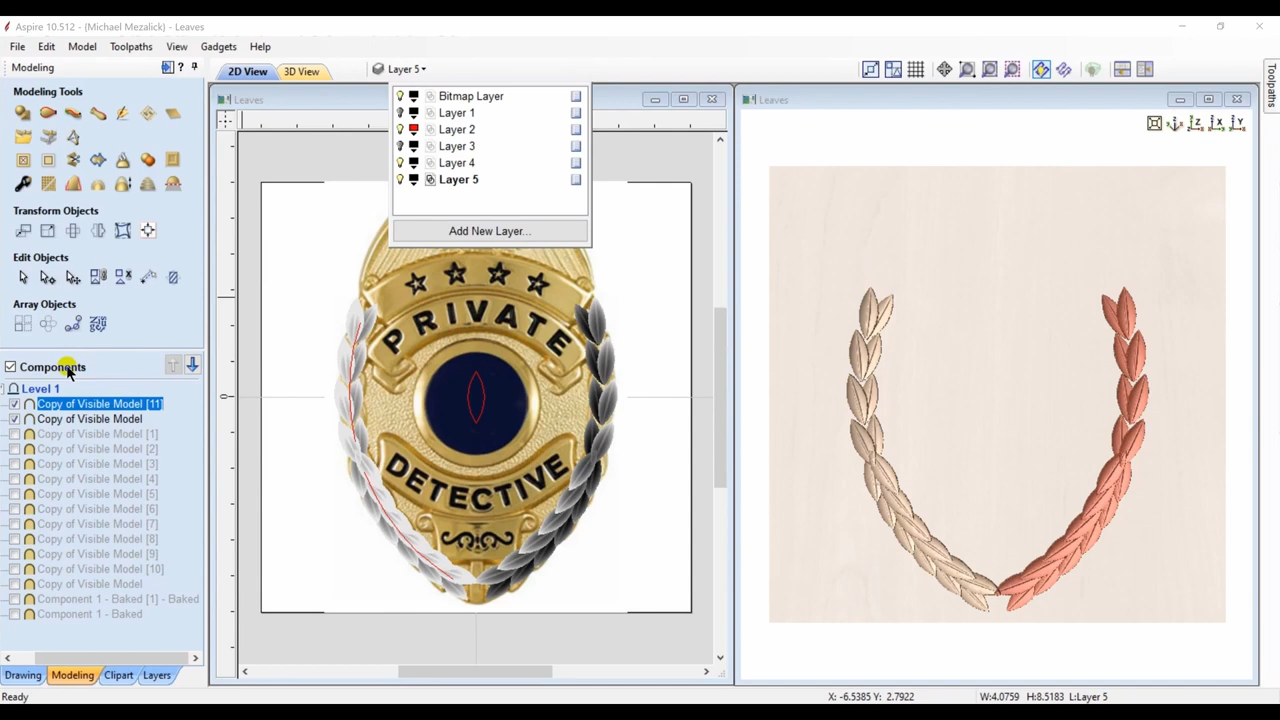 Aspire 10.512 - (Michael Mezalick) - Leaves
File Edit Model Toolpaths View Gadgets Help
Modeling ?
2D View 3D View Layer 5
Toolpaths
Modeling Tools
Transform Objects
Edit Objects
Array Objects
Components
Level 1
Copy of Visible Model [11]
Copy of Visible Model
Copy of Visible Model [1]
Copy of Visible Model [2]
Copy of Visible Model [3]
Copy of Visible Model [4]
Copy of Visible Model [5]
Copy of Visible Model [6]
Copy of Visible Model [7]
Copy of Visible Model [8]
Copy of Visible Model [9]
Copy of Visible Model [10]
Copy of Visible Model
Component 1 - Baked [1] - Baked
Component 1 - Baked
Drawing Modeling Clipart Layers
Leaves
Bitmap Layer
Layer 1
Layer 2
Layer 3
Layer 4
Layer 5
Add New Layer...
0
PRIVATE
DETECTIVE
Leaves
Z X Y
Ready X: -6.5385 Y: 2.7922 W:4.0759 H:8.5183 L:Layer 5